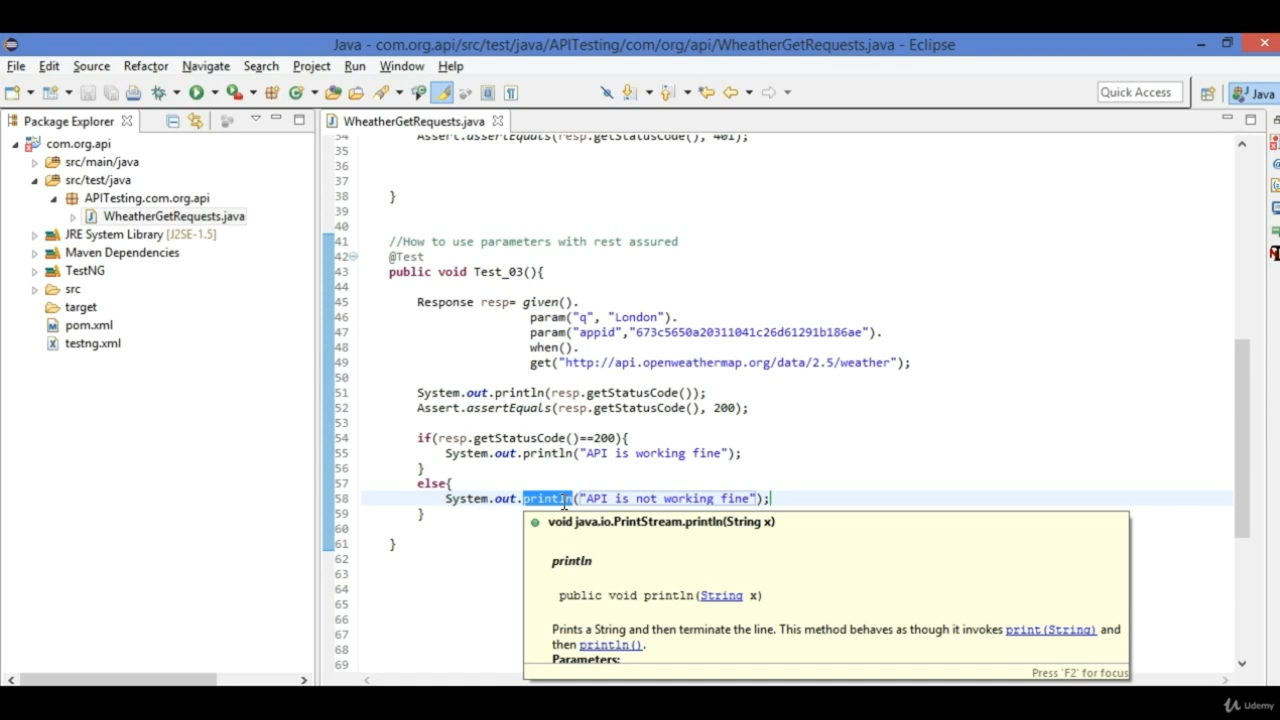 Java - com.org.api/src/test/java/APITesting/com/org/api/WheatherGetRequests.java - Eclipse
File Edit Source Refactor Navigate Search Project Run Window Help
Quick Access
Java
Package Explorer
WheatherGetRequests.java
com.org.api
src/main/java
src/test/java
APITesting.com.org.api
WheatherGetRequests.java
JRE System Library [J2SE-1.5]
Maven Dependencies
TestNG
src
target
pom.xml
testng.xml
34 Assert.assertEquals(resp.getStatusCode(), 401);
35
36
37
38 }
39
40
41 //How to use parameters with rest assured
42 @Test
43 public void Test_03(){
44
45 Response resp= given().
46 param("q", "London").
47 param("appid","673c5650a20311041c26d61291b186ae").
48 when().
49 get("http://api.openweathermap.org/data/2.5/weather");
50
51 System.out.println(resp.getStatusCode());
52 Assert.assertEquals(resp.getStatusCode(), 200);
53
54 if(resp.getStatusCode()==200){
55 System.out.println("API is working fine");
56 }
57 else{
58 System.out.println("API is not working fine");
59 }
60
61 }
62
63
64
65
66
67
68
69
void java.io.PrintStream.println(String x)
println
public void println(String x)
Prints a String and then terminate the line. This method behaves as though it invokes print(String) and
then println().
Parameters:
Press 'F2' for focus
Udemy